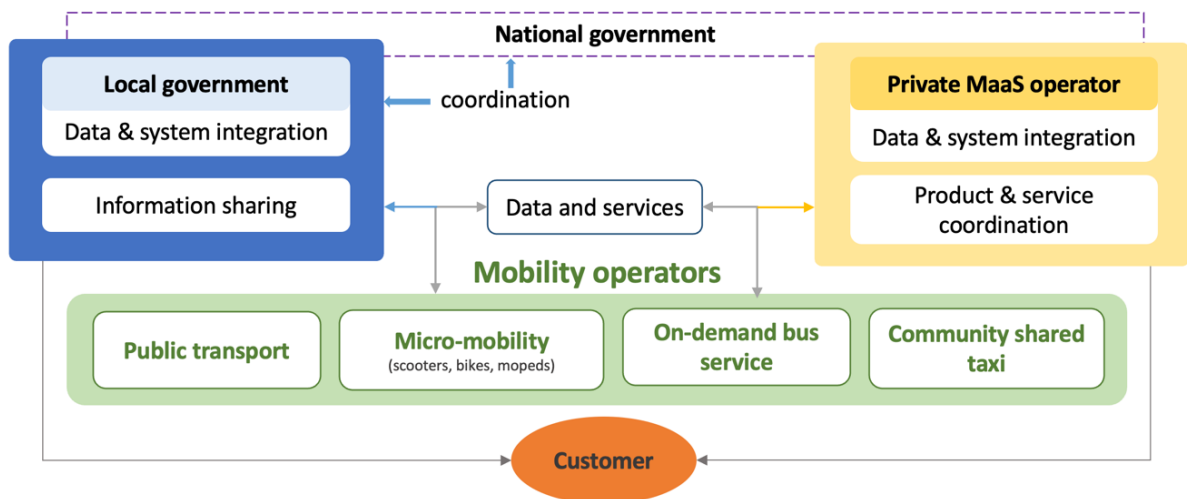 National government
Local government
Data & system integration
Information sharing
coordination
Private MaaS operator
Data & system integration
Product & service
coordination
Data and services
Mobility operators
Public transport
Micro-mobility
(scooters, bikes, mopeds)
On-demand bus
service
Community shared
taxi
Customer